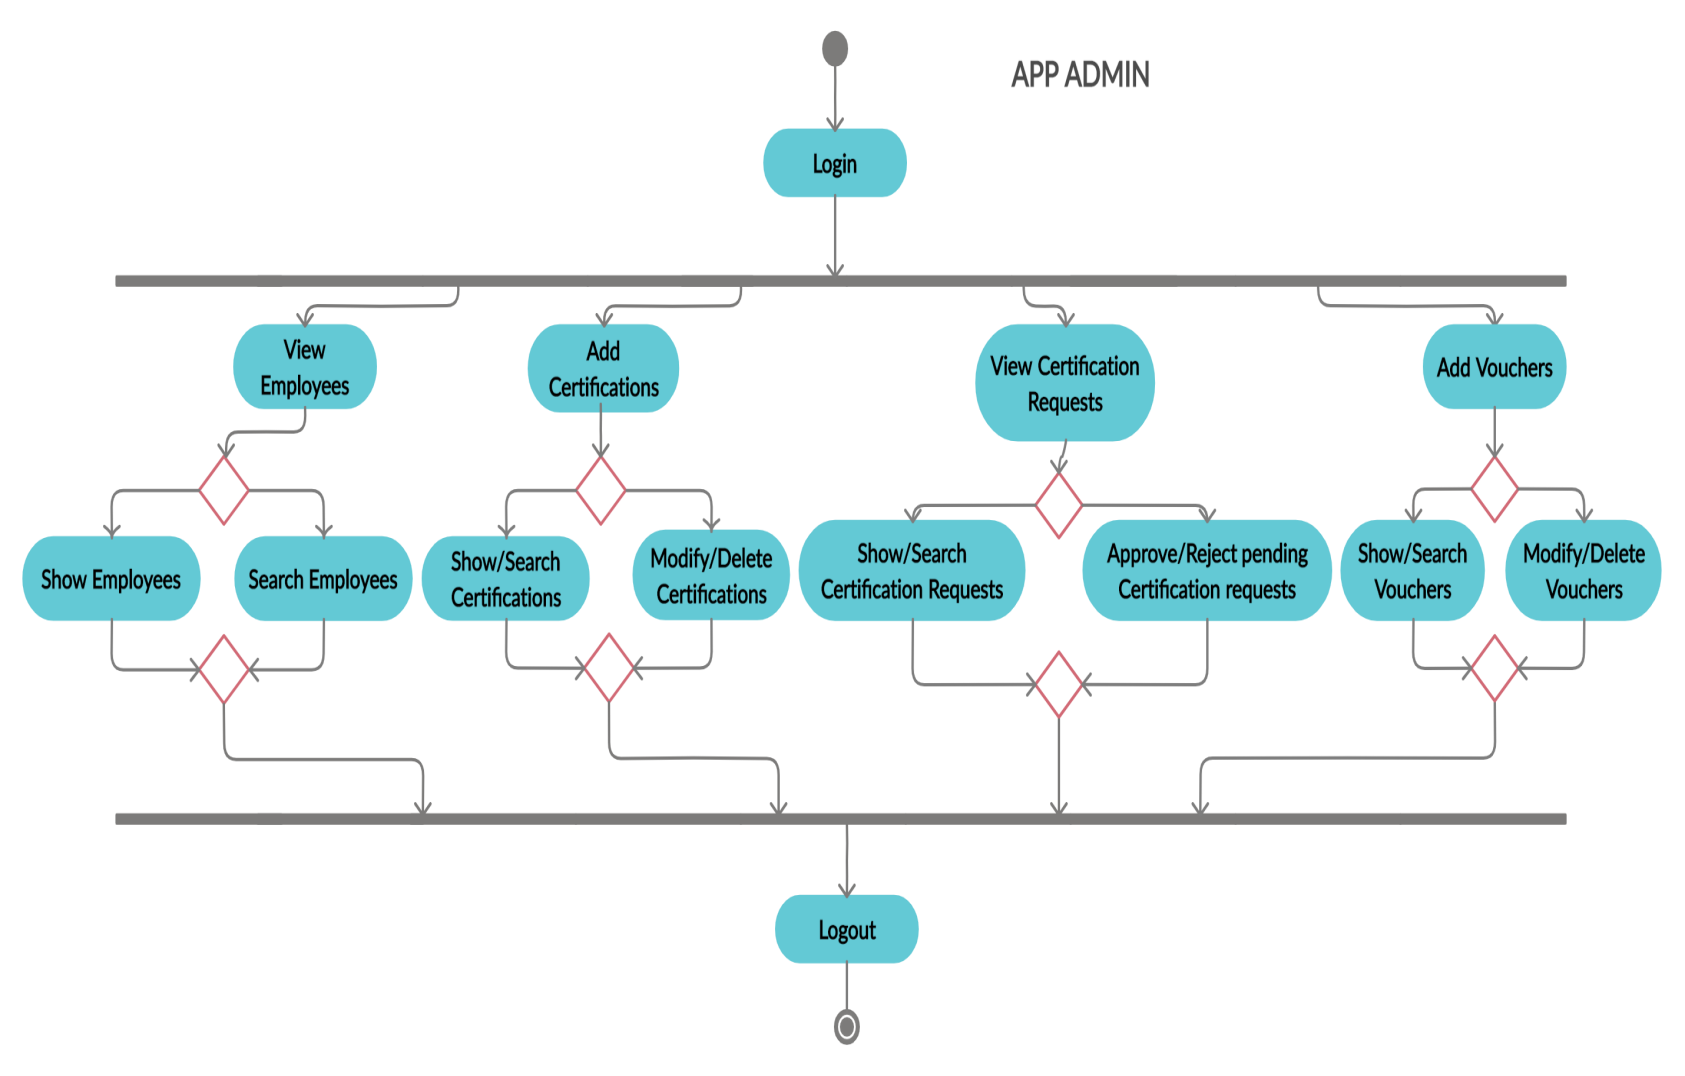 APP ADMIN
Login
View
Employees
Add
Certifications
View Certification
Requests
Add Vouchers
Show Employees
Search Employees
Show/Search
Certifications
Modify/Delete
Certifications
Show/Search
Certification Requests
Approve/Reject pending
Certification requests
Show/Search
Vouchers
Modify/Delete
Vouchers
Logout